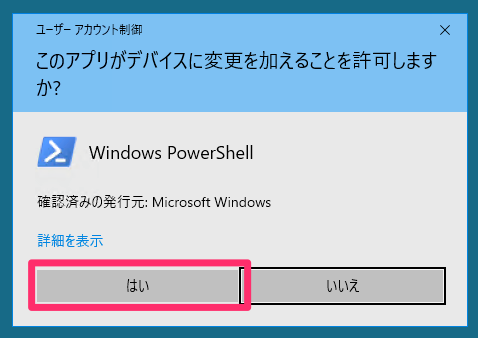 ユーザー アカウント制御
このアプリがデバイスに変更を加えることを許可します
か?
Windows PowerShell
確認済みの発行元: Microsoft Windows
詳細を表示
はい
いいえ